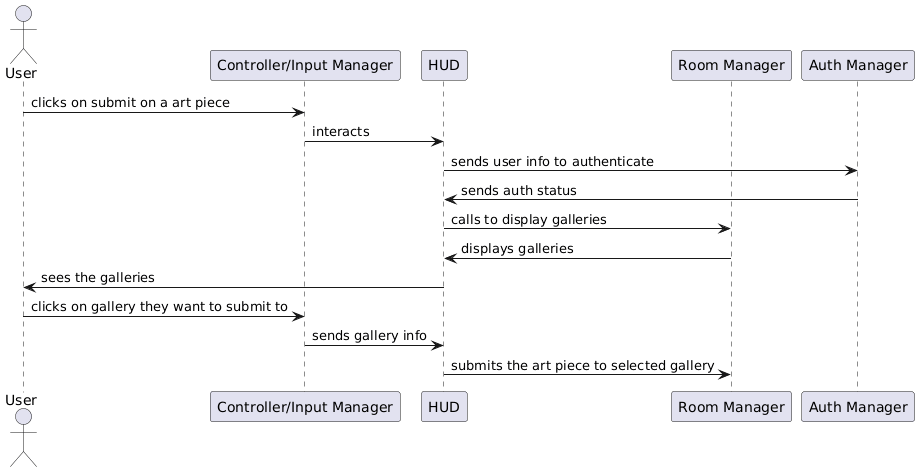 User
Controller/Input Manager
HUD
Room Manager
Auth Manager
clicks on submit on a art piece
interacts
sends user info to authenticate
sends auth status
calls to display galleries
displays galleries
sees the galleries
clicks on gallery they want to submit to
sends gallery info
submits the art piece to selected gallery
User
Controller/Input Manager
HUD
Room Manager
Auth Manager